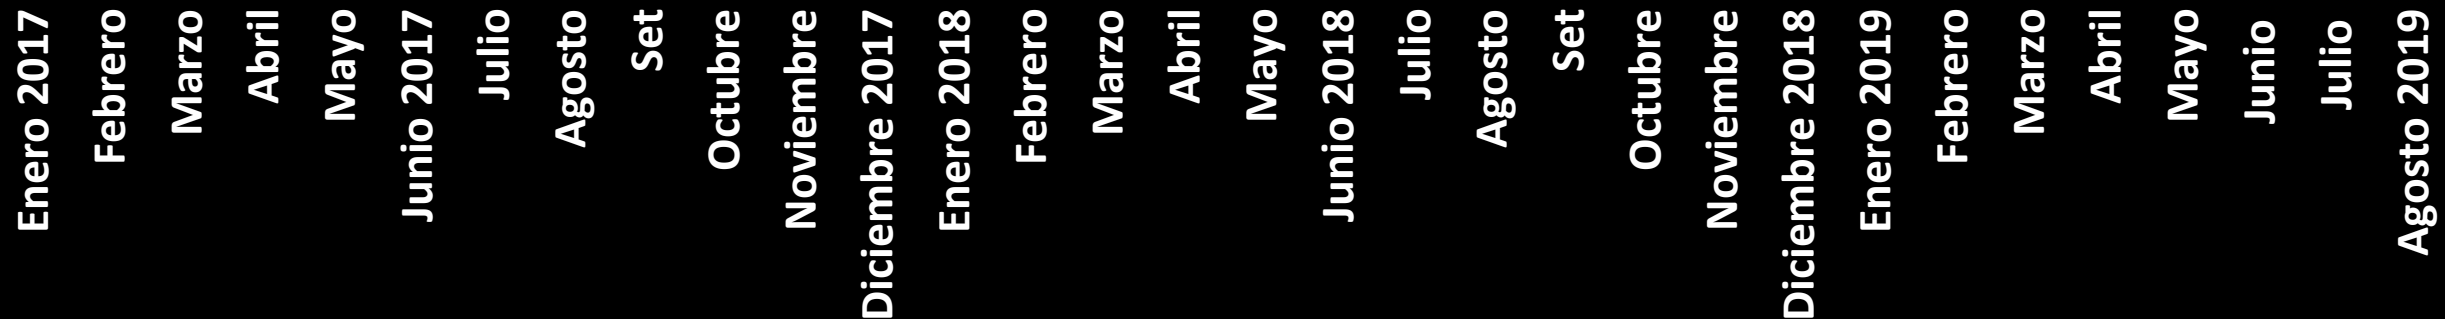 Enero 2017
Febrero
Marzo
Abril
Mayo
Junio 2017
Julio
Agosto
Set
Octubre
Noviembre
Diciembre 2017
Enero 2018
Febrero
Marzo
Abril
Mayo
Junio 2018
Julio
Agosto
Set
Octubre
Noviembre
Diciembre 2018
Enero 2019
Febrero
Marzo
Abril
Mayo
Junio
Julio
Agosto 2019